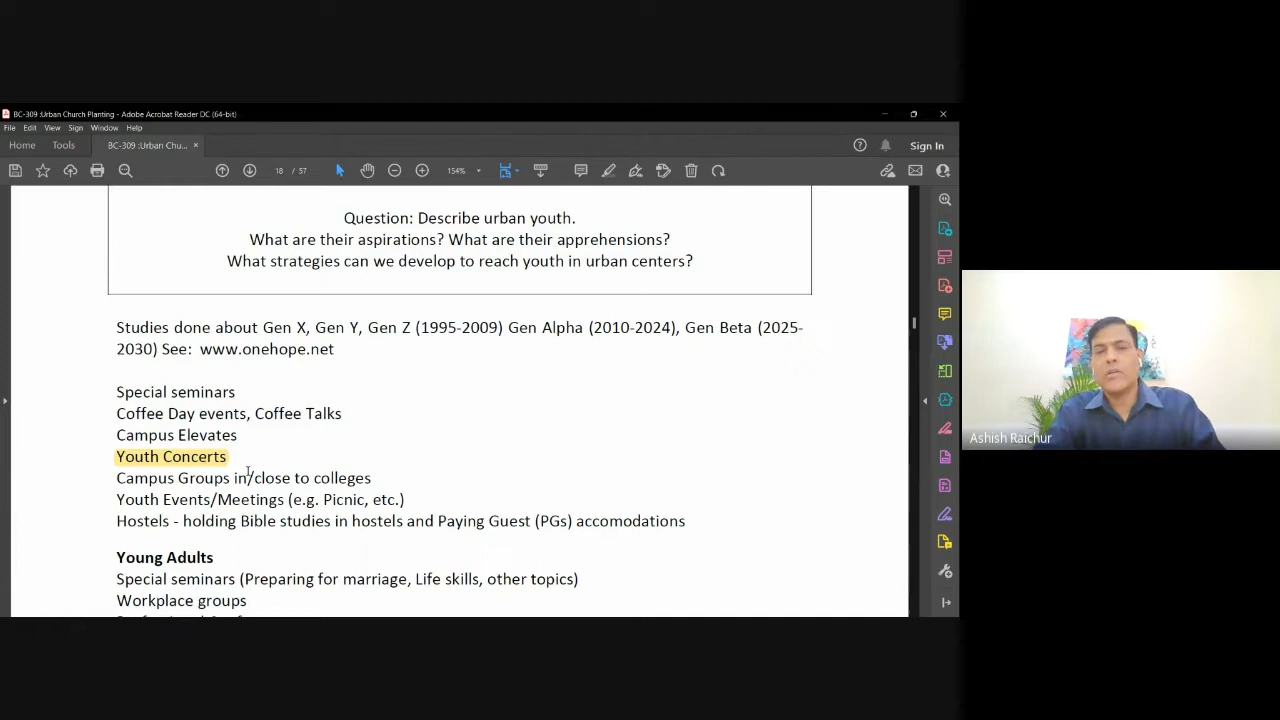 BC-309 :Urban Church Planting - Adobe Acrobat Reader DC (64-bit)
File Edit View Sign Window Help
Home Tools BC-309 :Urban Chu... × Sign In
18 / 57 154%
Question: Describe urban youth.
What are their aspirations? What are their apprehensions?
What strategies can we develop to reach youth in urban centers?
Studies done about Gen X, Gen Y, Gen Z (1995-2009) Gen Alpha (2010-2024), Gen Beta (2025-
2030) See: www.onehope.net
Special seminars
Coffee Day events, Coffee Talks
Campus Elevates
Youth Concerts
Campus Groups in/close to colleges
Youth Events/Meetings (e.g. Picnic, etc.)
Hostels - holding Bible studies in hostels and Paying Guest (PGs) accomodations
Young Adults
Special seminars (Preparing for marriage, Life skills, other topics)
Workplace groups
Ashish Raichur